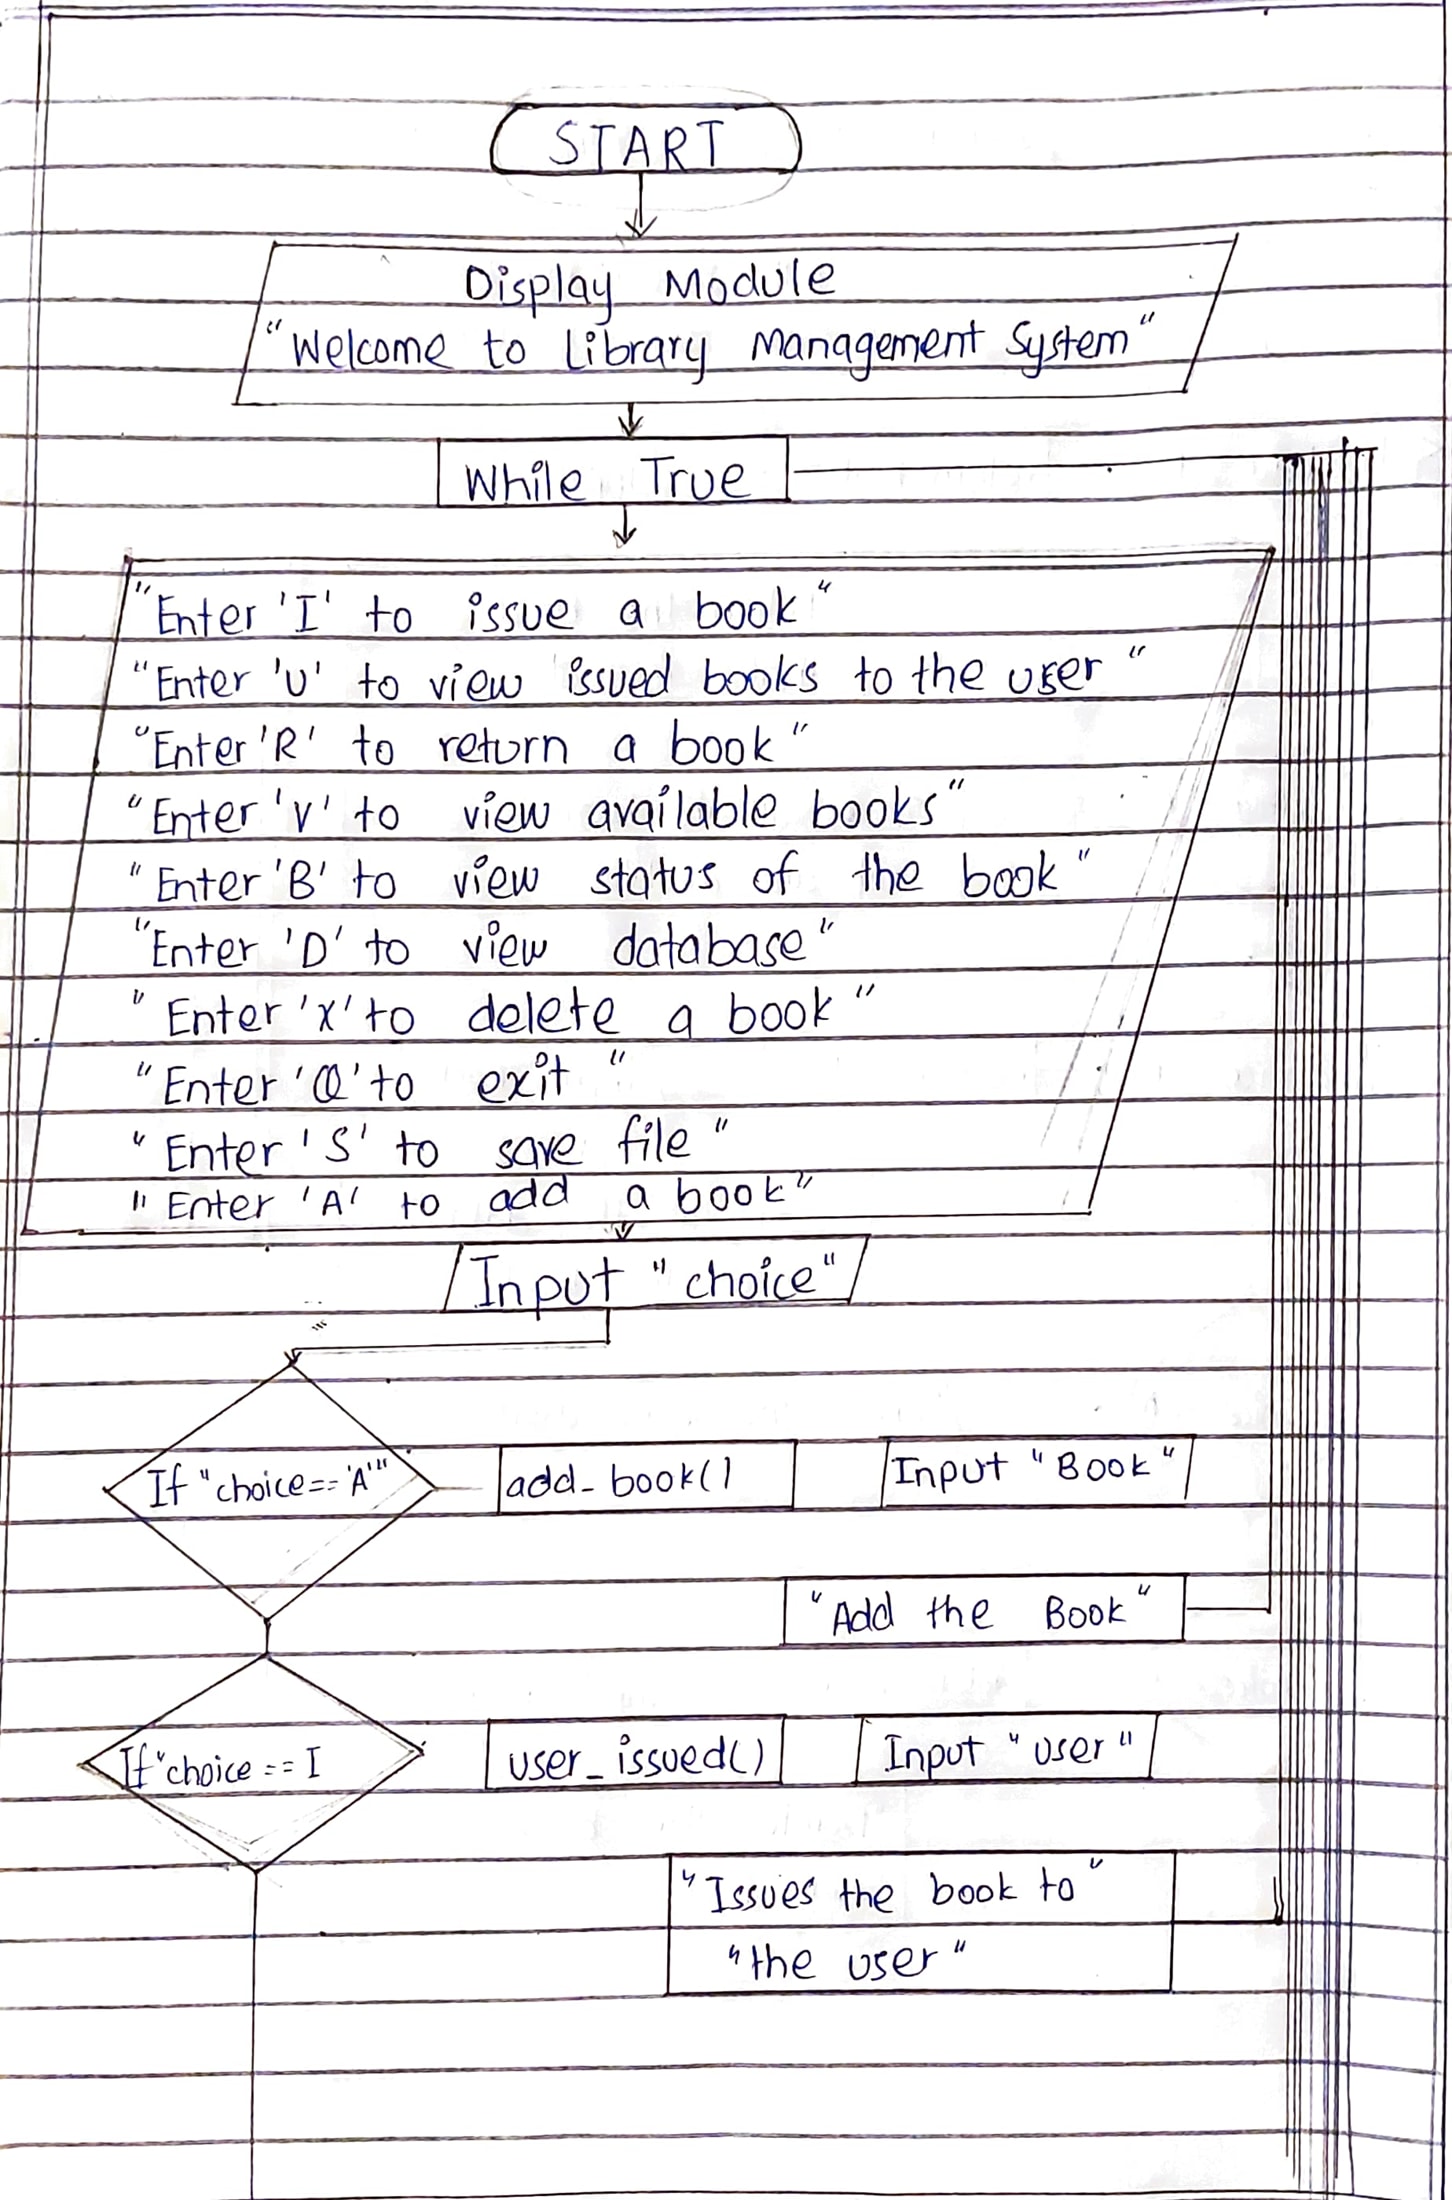 START
Display Module
"Welcome to Library Management System"
While True
"Enter 'I' to issue a book"
"Enter 'U' to view issued books to the user"
"Enter 'R' to return a book"
"Enter 'V' to view available books"
"Enter 'B' to view status of the book"
"Enter 'D' to view database"
"Enter 'X' to delete a book"
"Enter 'Q' to exit"
"Enter 'S' to save file"
"Enter 'A' to add a book"
Input "choice"
If "choice == 'A'"
add_book()
Input "Book"
"Add the Book"
If "choice == I
user_issued()
Input "user"
"Issues the book to"
"the user"